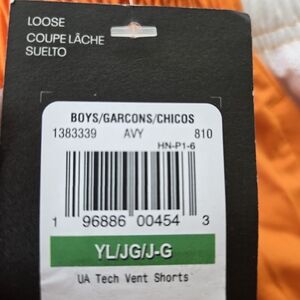 LOOSE
COUPE LÂCHE
SUELTO
BOYS/GARCONS/CHICOS
1383339 AVY 810
HN-P1-6
1 96886 00454 3
YL/JG/J-G
UA Tech Vent Shorts